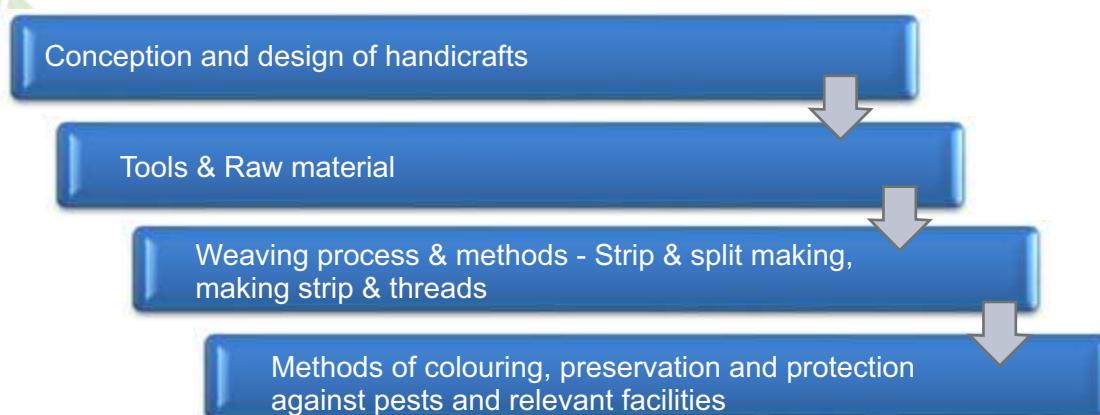 Conception and design of handicrafts
Tools & Raw material
Weaving process & methods - Strip & split making,
making strip & threads
Methods of colouring, preservation and protection
against pests and relevant facilities